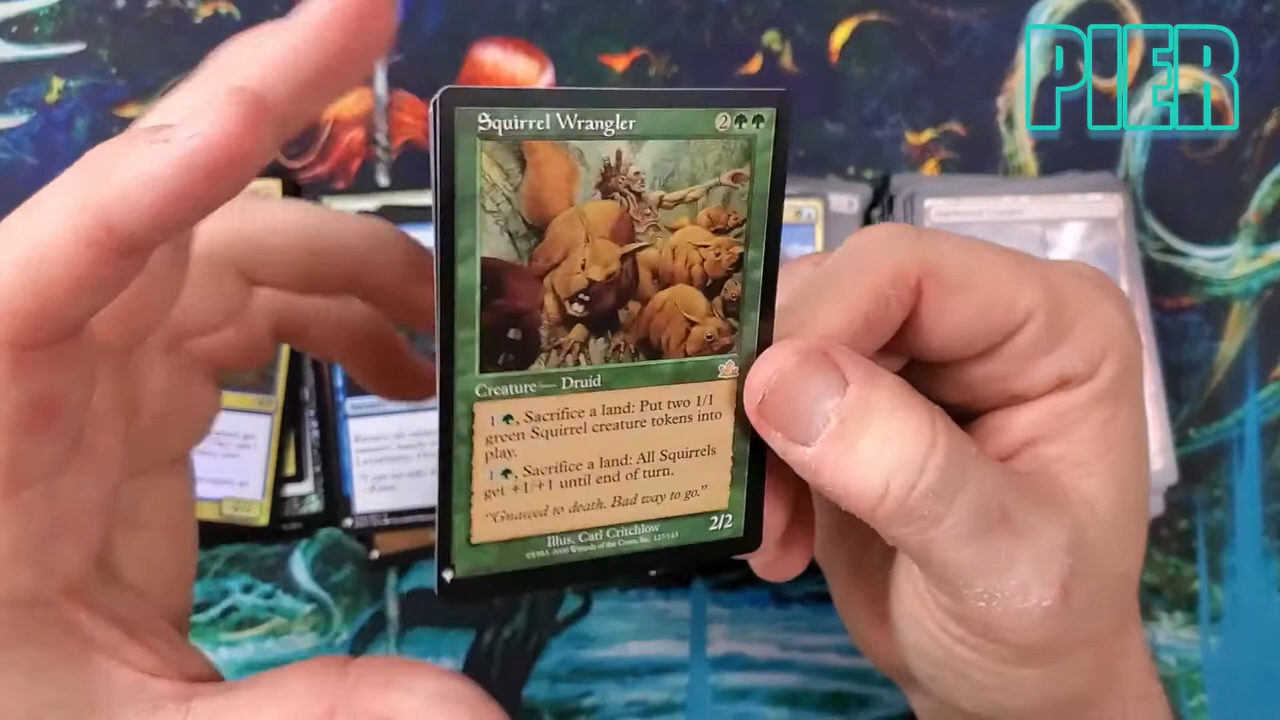 PIER
Squirrel Wrangler 2
Creature — Druid
1 , Sacrifice a land: Put two 1/1
green Squirrel creature tokens into
play.
1 , Sacrifice a land: All Squirrels
get +1/+1 until end of turn.
"Gnawed to death. Bad way to go."
2/2
Illus. Carl Critchlow